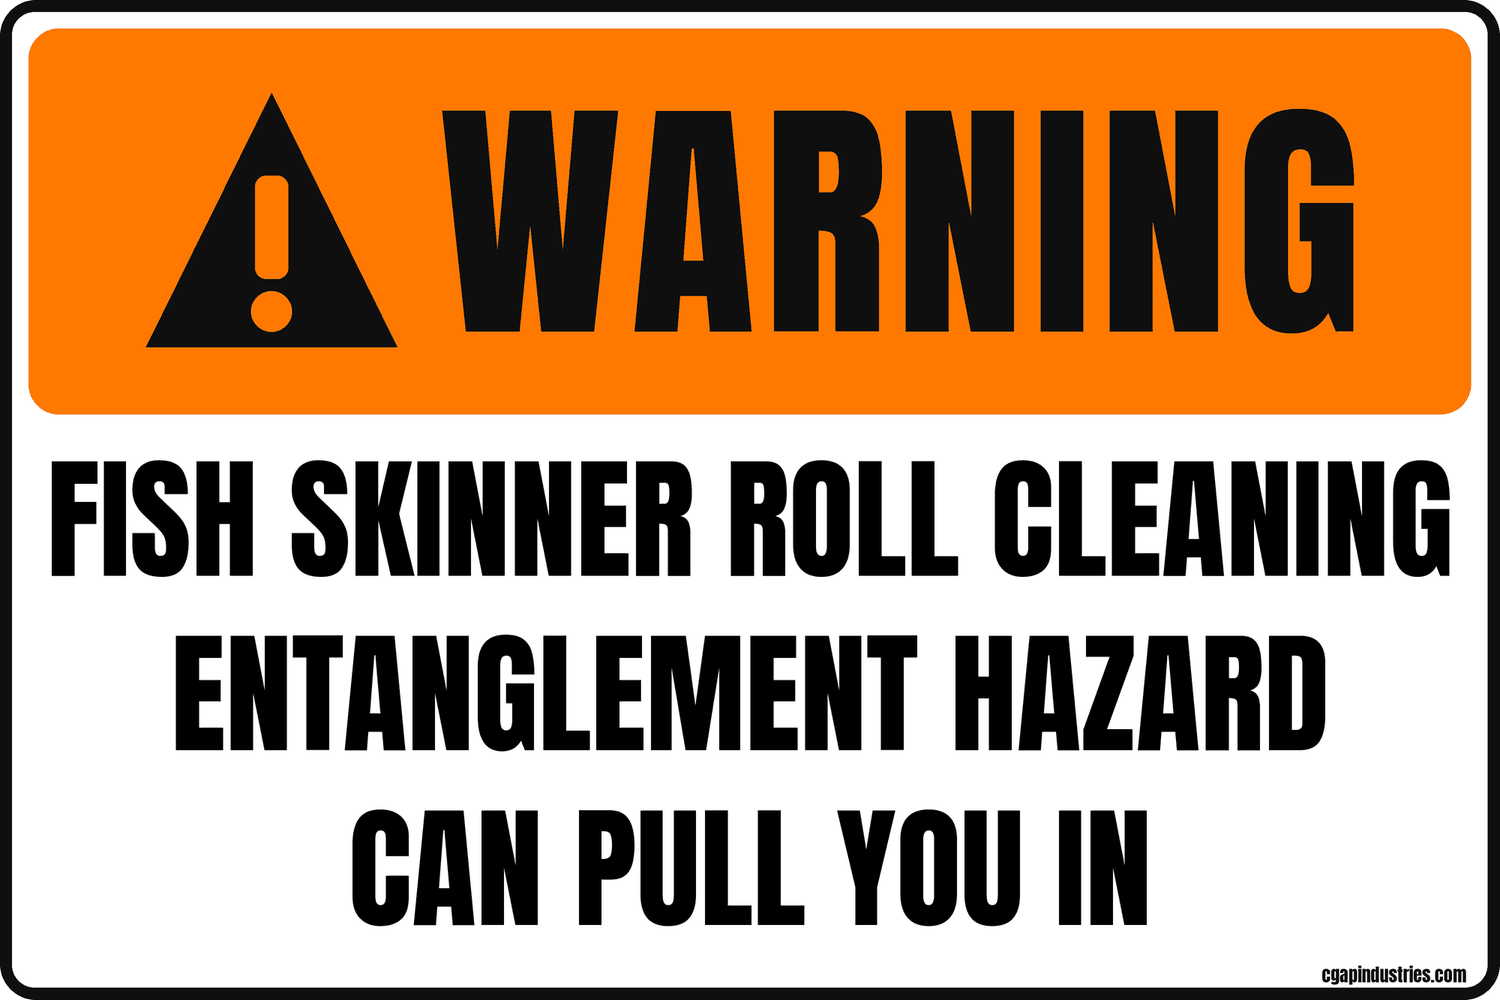 WARNING
FISH SKINNER ROLL CLEANING
ENTANGLEMENT HAZARD
CAN PULL YOU IN
cgapindustries.com